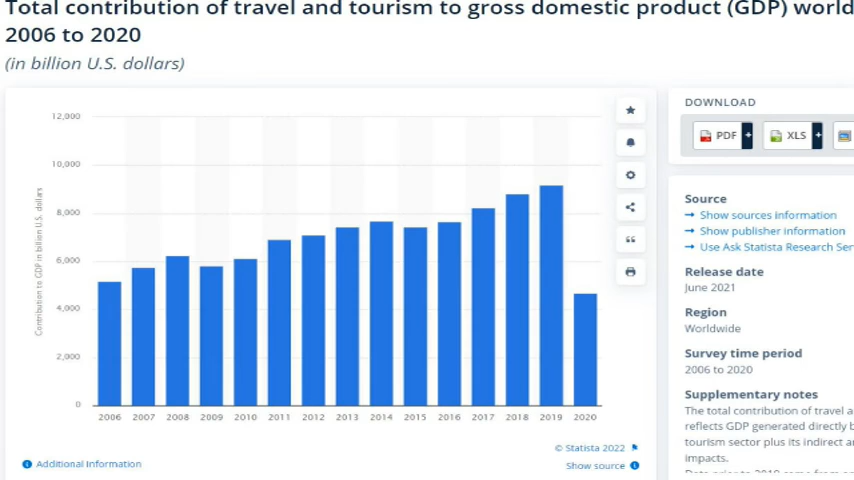 Total contribution of travel and tourism to gross domestic product (GDP) world
2006 to 2020
(in billion U.S. dollars)
12,000
10,000
8,000
6,000
4,000
2,000
0
Contribution to GDP in billion U.S. dollars
2006 2007 2008 2009 2010 2011 2012 2013 2014 2015 2016 2017 2018 2019 2020
© Statista 2022
Additional Information
Show source
DOWNLOAD
PDF + XLS +
Source
→ Show sources information
→ Show publisher information
→ Use Ask Statista Research Ser
Release date
June 2021
Region
Worldwide
Survey time period
2006 to 2020
Supplementary notes
The total contribution of travel a
reflects GDP generated directly b
tourism sector plus its indirect a
impacts.